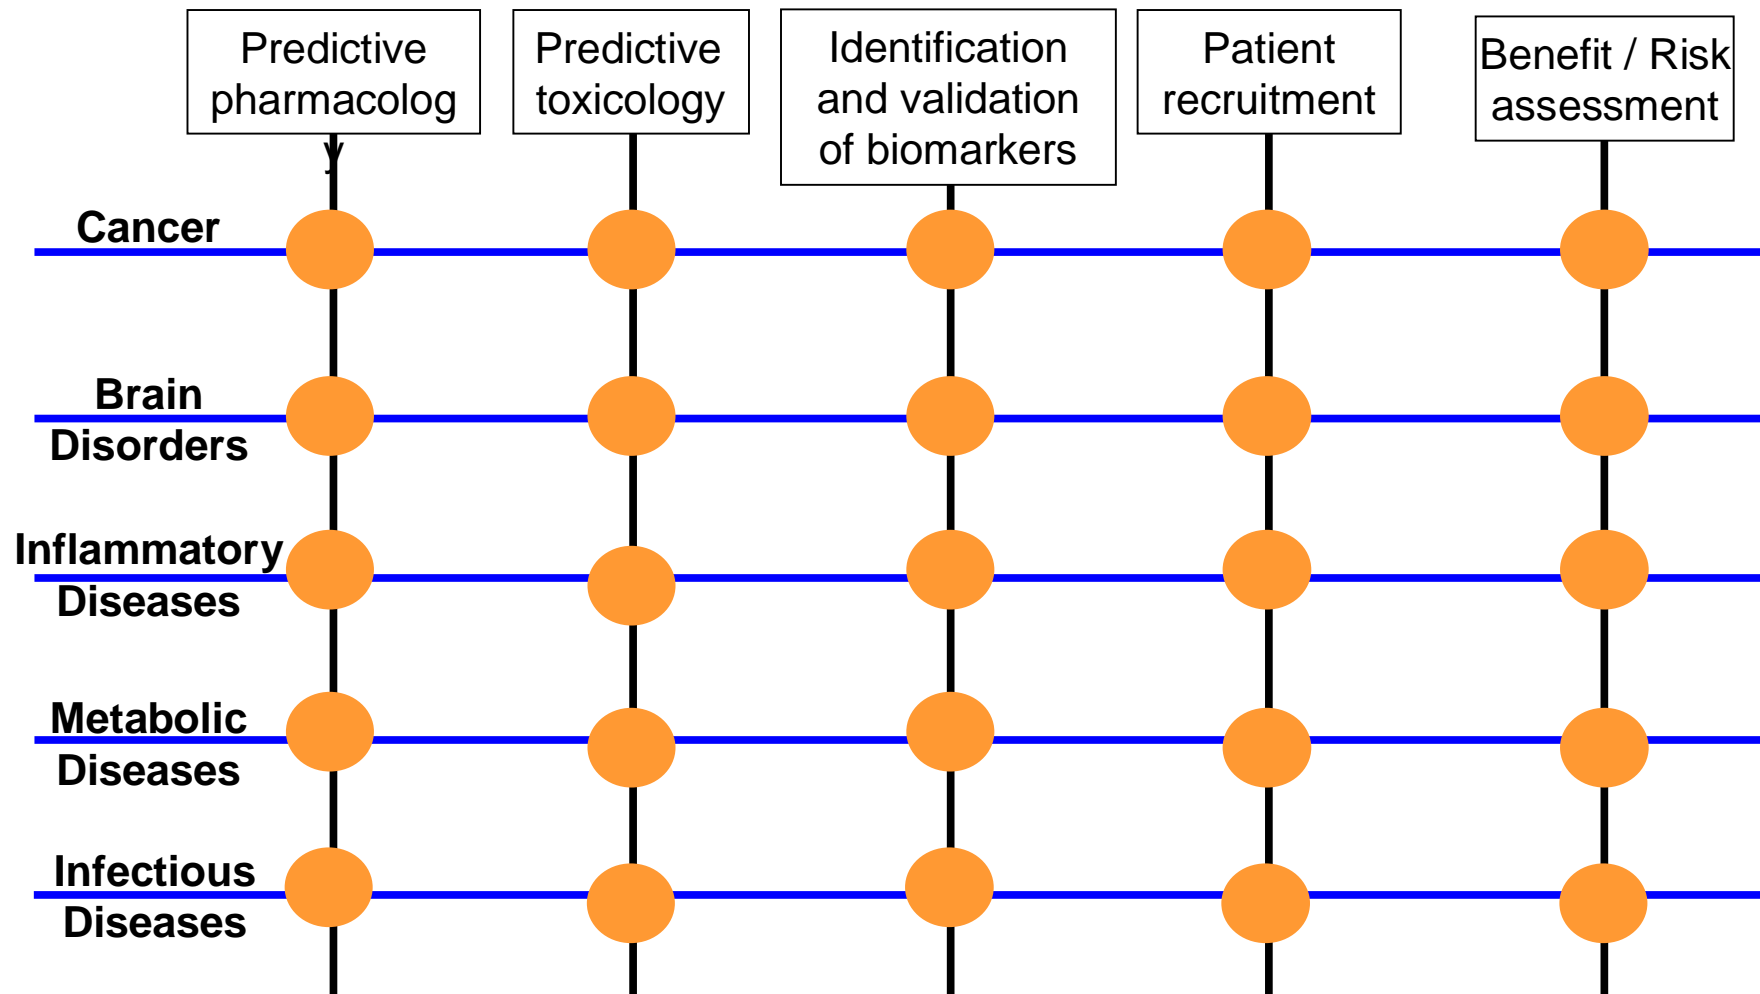 Predictive
pharmacolog
y
Predictive
toxicology
Identification
and validation
of biomarkers
Patient
recruitment
Benefit / Risk
assessment
Cancer
Brain
Disorders
Inflammatory
Diseases
Metabolic
Diseases
Infectious
Diseases